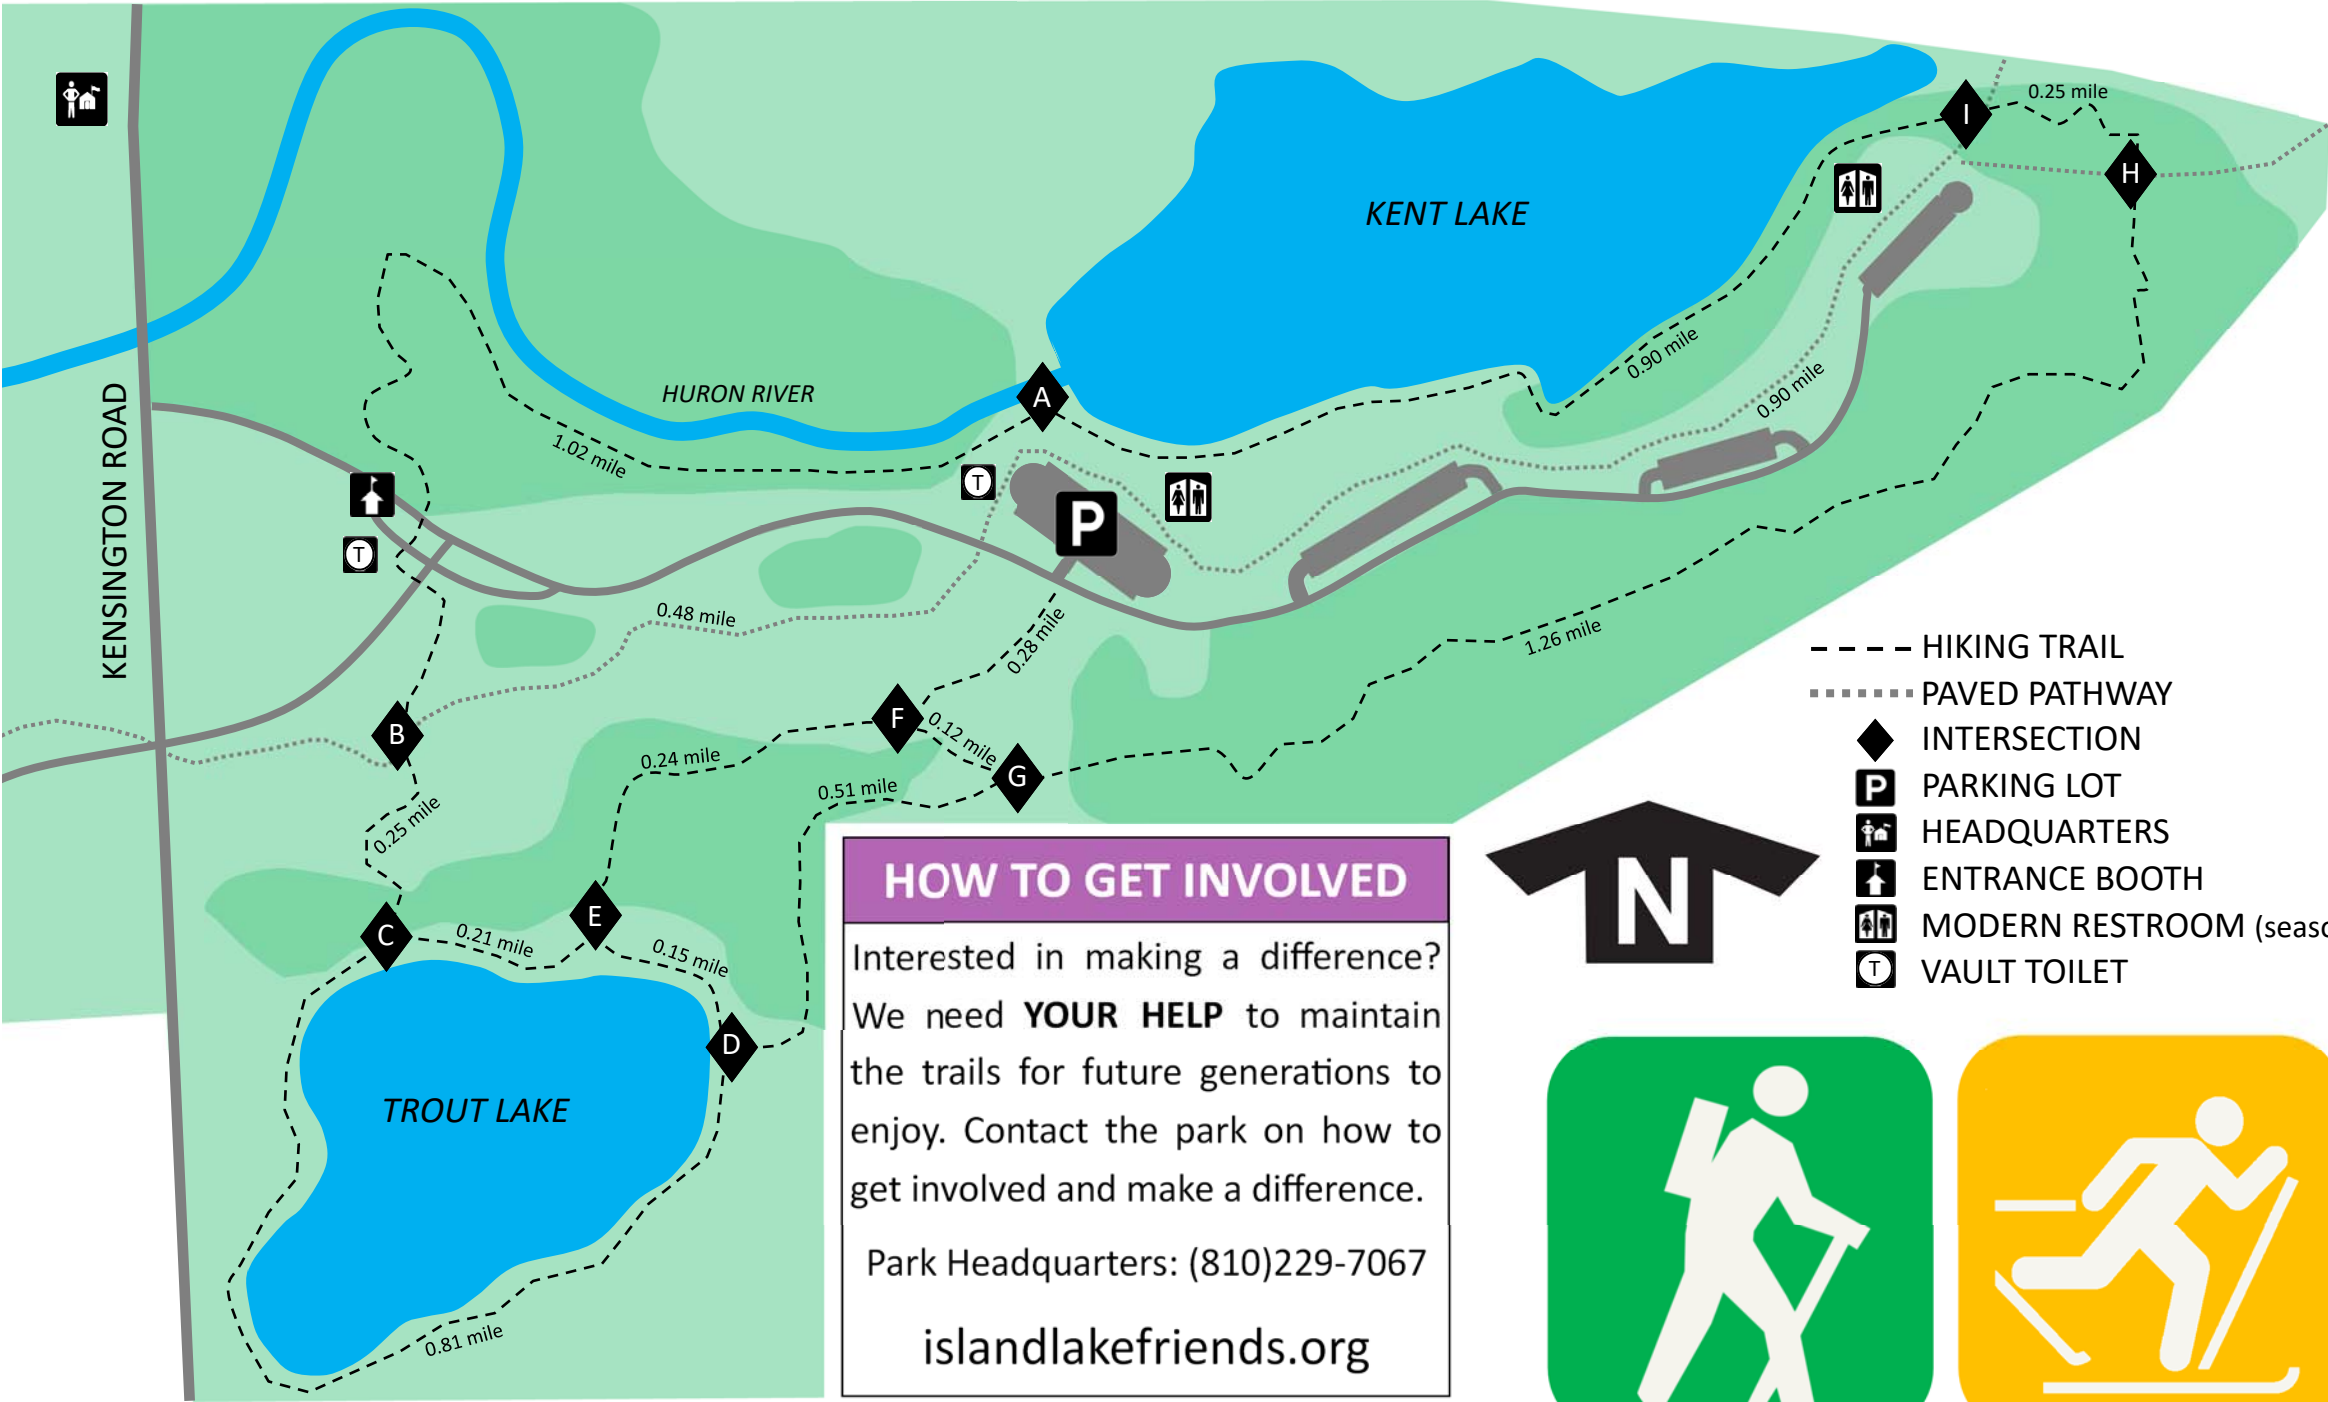 I
0.25 mile
H
KENT LAKE
0.90 mile
0.90 mile
HURON RIVER
A
1.02 mile
T
P
T
KENSINGTON ROAD
0.48 mile
0.28 mile
1.26 mile
B
F
0.12 mile
G
0.24 mile
0.51 mile
0.25 mile
C
0.21 mile
E
0.15 mile
D
TROUT LAKE
0.81 mile
HIKING TRAIL
PAVED PATHWAY
INTERSECTION
P PARKING LOT
HEADQUARTERS
ENTRANCE BOOTH
MODERN RESTROOM (seaso
T VAULT TOILET
N
HOW TO GET INVOLVED
Interested in making a difference?
We need YOUR HELP to maintain
the trails for future generations to
enjoy. Contact the park on how to
get involved and make a difference.
Park Headquarters: (810)229-7067
islandlakefriends.org